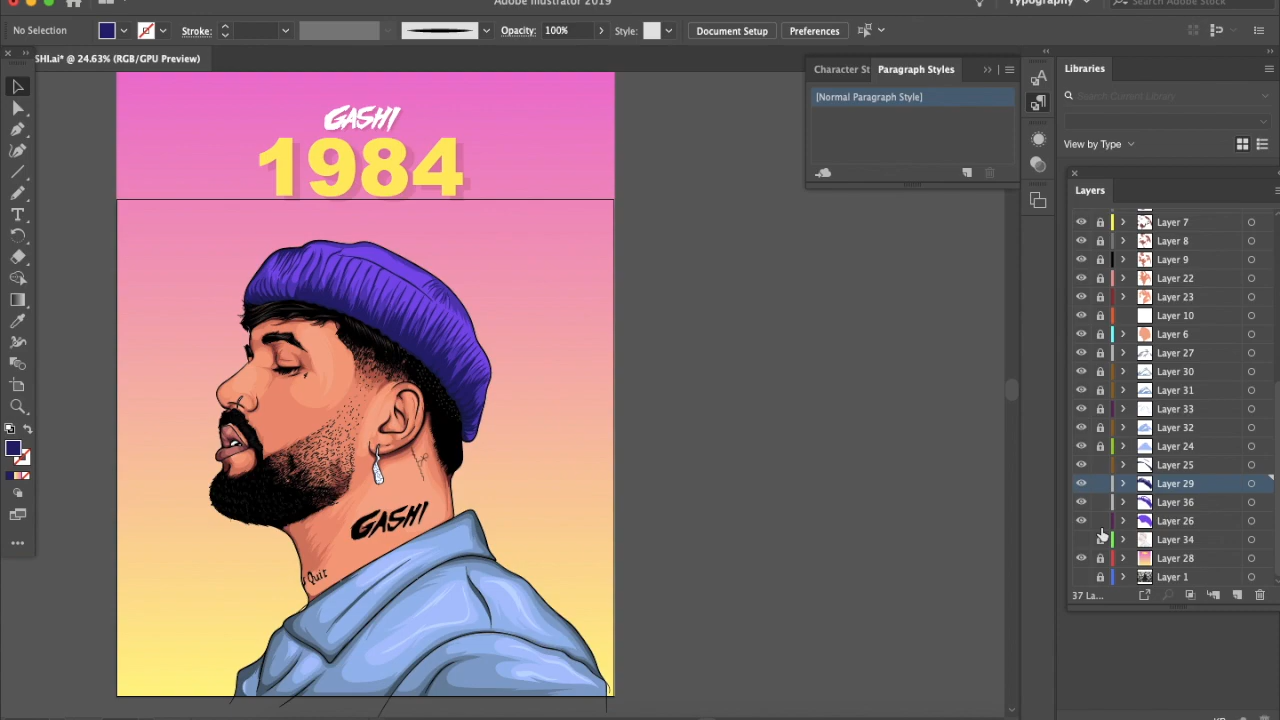 Adobe Illustrator 2019
Typography
Search Adobe Stock
No Selection
Stroke:
Opacity: 100%
Style:
Document Setup
Preferences
SHI.ai* @ 24.63% (RGB/GPU Preview)
Character St
Paragraph Styles
[Normal Paragraph Style]
Libraries
Search Current Library
View by Type
Layers
Layer 7
Layer 8
Layer 9
Layer 22
Layer 23
Layer 10
Layer 6
Layer 27
Layer 30
Layer 31
Layer 33
Layer 32
Layer 24
Layer 25
Layer 29
Layer 36
Layer 26
Layer 34
Layer 28
Layer 1
37 La...
GASHI
1984
GASHI
Quit